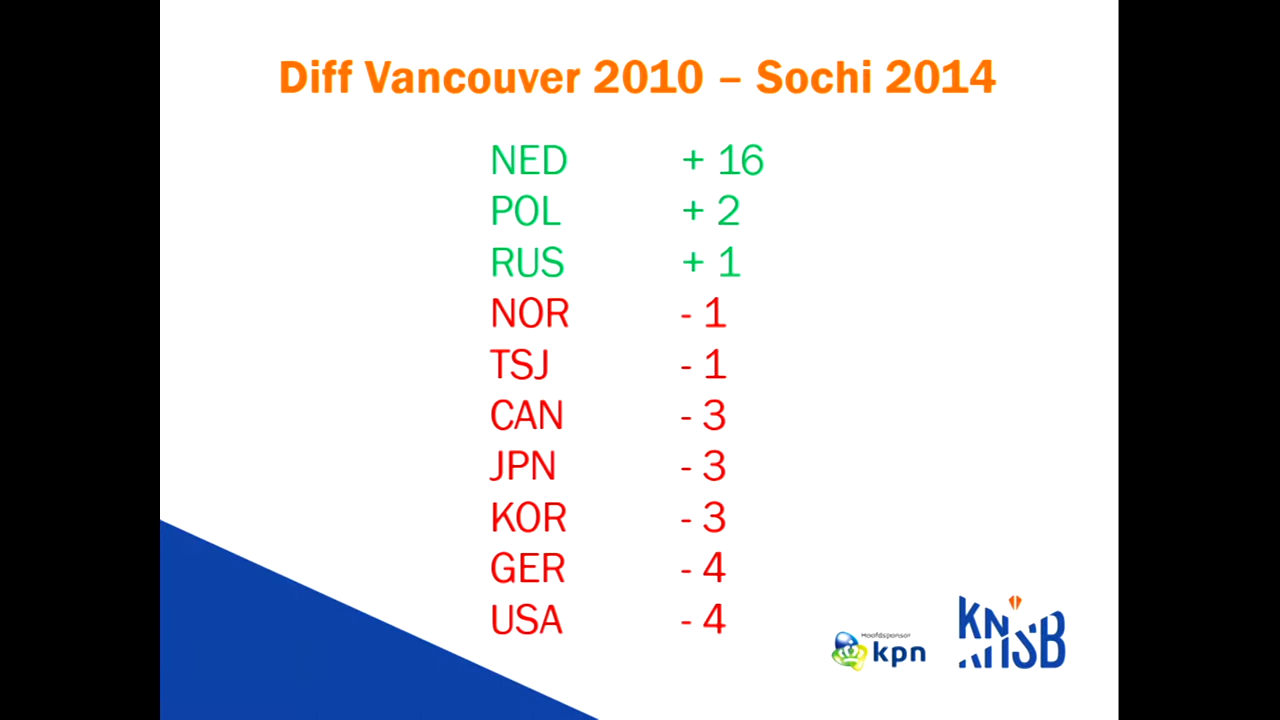 Diff Vancouver 2010 – Sochi 2014
NED + 16
POL + 2
RUS + 1
NOR - 1
TSJ - 1
CAN - 3
JPN - 3
KOR - 3
GER - 4
USA - 4
Hoofdsponsor
kpn
KNSB